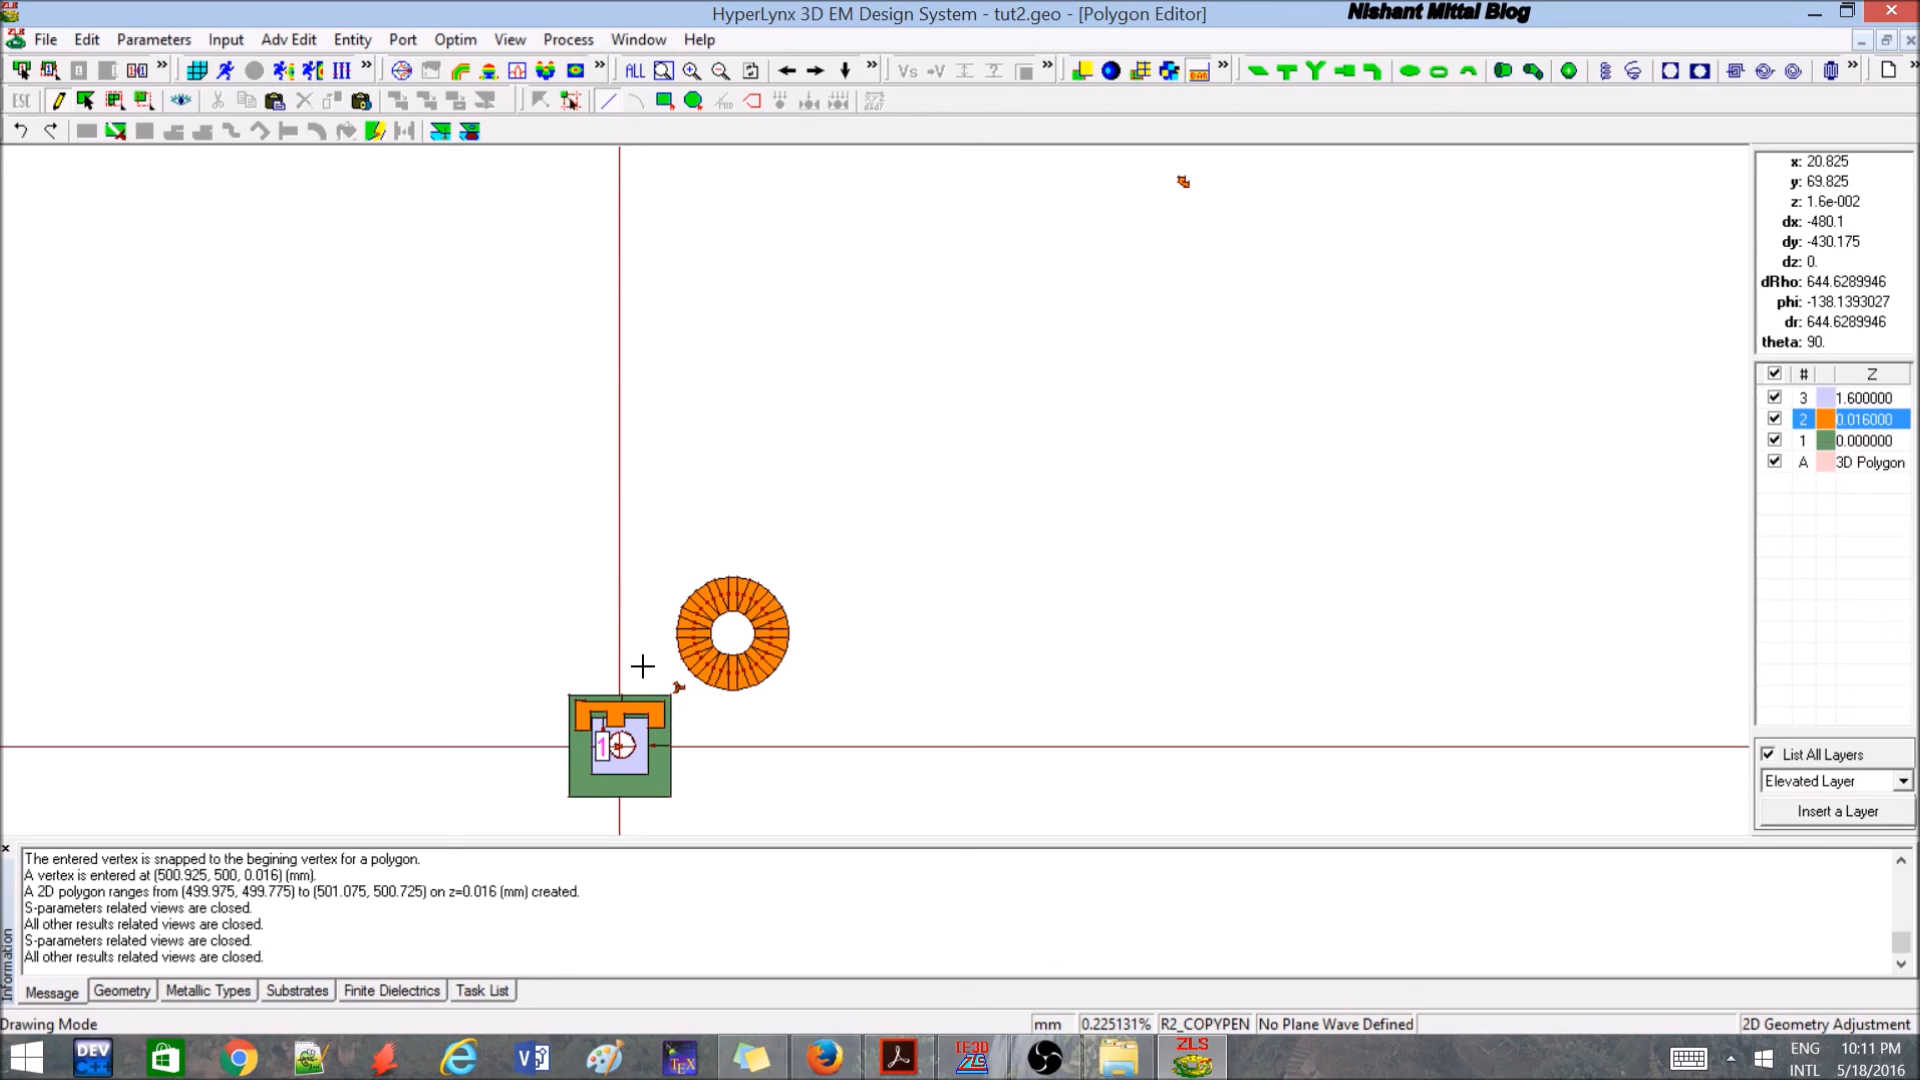 HyperLynx 3D EM Design System - tut2.geo - [Polygon Editor]
Nishant Mittal Blog
File Edit Parameters Input Adv Edit Entity Port Optim View Process Window Help
ALL
Vs
ESC
x: 20.825
y: 69.825
z: 1.6e-002
dx: -480.1
dy: -430.175
dz: 0.
dRho: 644.6289946
phi: -138.1393027
dr: 644.6289946
theta: 90.
# Z
3 1.600000
2 0.016000
1 0.000000
A 3D Polygon
1
List All Layers
Elevated Layer
Insert a Layer
The entered vertex is snapped to the begining vertex for a polygon.
A vertex is entered at (500.925, 500, 0.016) (mm).
A 2D polygon ranges from (499.975, 499.775) to (501.075, 500.725) on z=0.016 (mm) created.
S-parameters related views are closed.
All other results related views are closed.
S-parameters related views are closed.
All other results related views are closed.
Information
Message Geometry Metallic Types Substrates Finite Dielectrics Task List
Drawing Mode
mm 0.225131% R2_COPYPEN No Plane Wave Defined 2D Geometry Adjustment
DEV
C++
TEX
IE3D
ZLS
ENG
INTL
10:11 PM
5/18/2016